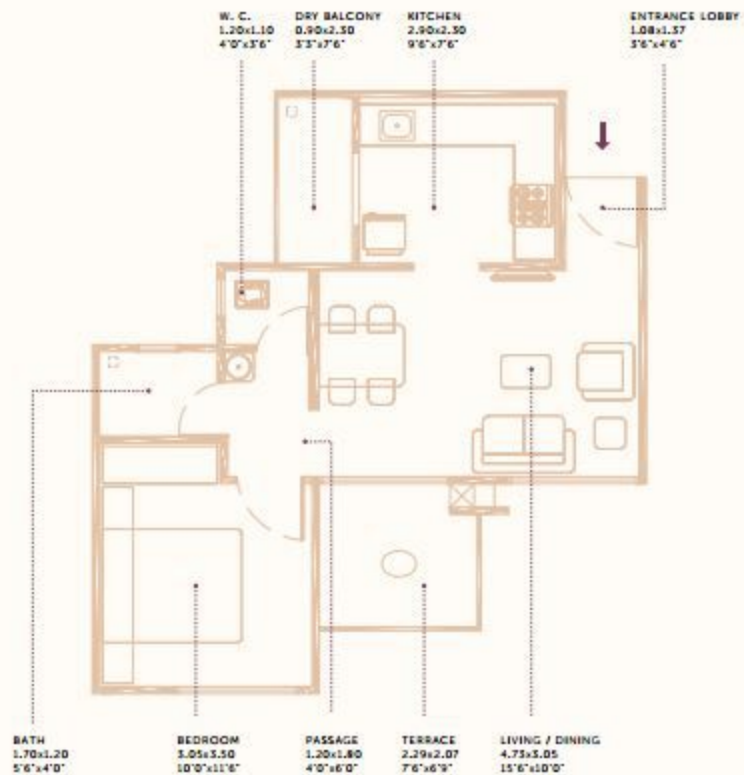 W. C.
1.20x1.10
4'0"x3'6"
DRY BALCONY
0.90x2.30
3'3"x7'6"
KITCHEN
2.90x2.30
9'6"x7'6"
ENTRANCE LOBBY
1.08x1.37
3'6"x4'6"
BATH
1.70x1.20
5'6"x4'0"
BEDROOM
3.05x3.50
10'0"x11'6"
PASSAGE
1.20x1.80
4'0"x6'0"
TERRACE
2.29x2.07
7'6"x6'9"
LIVING / DINING
4.73x3.05
15'6"x10'0"